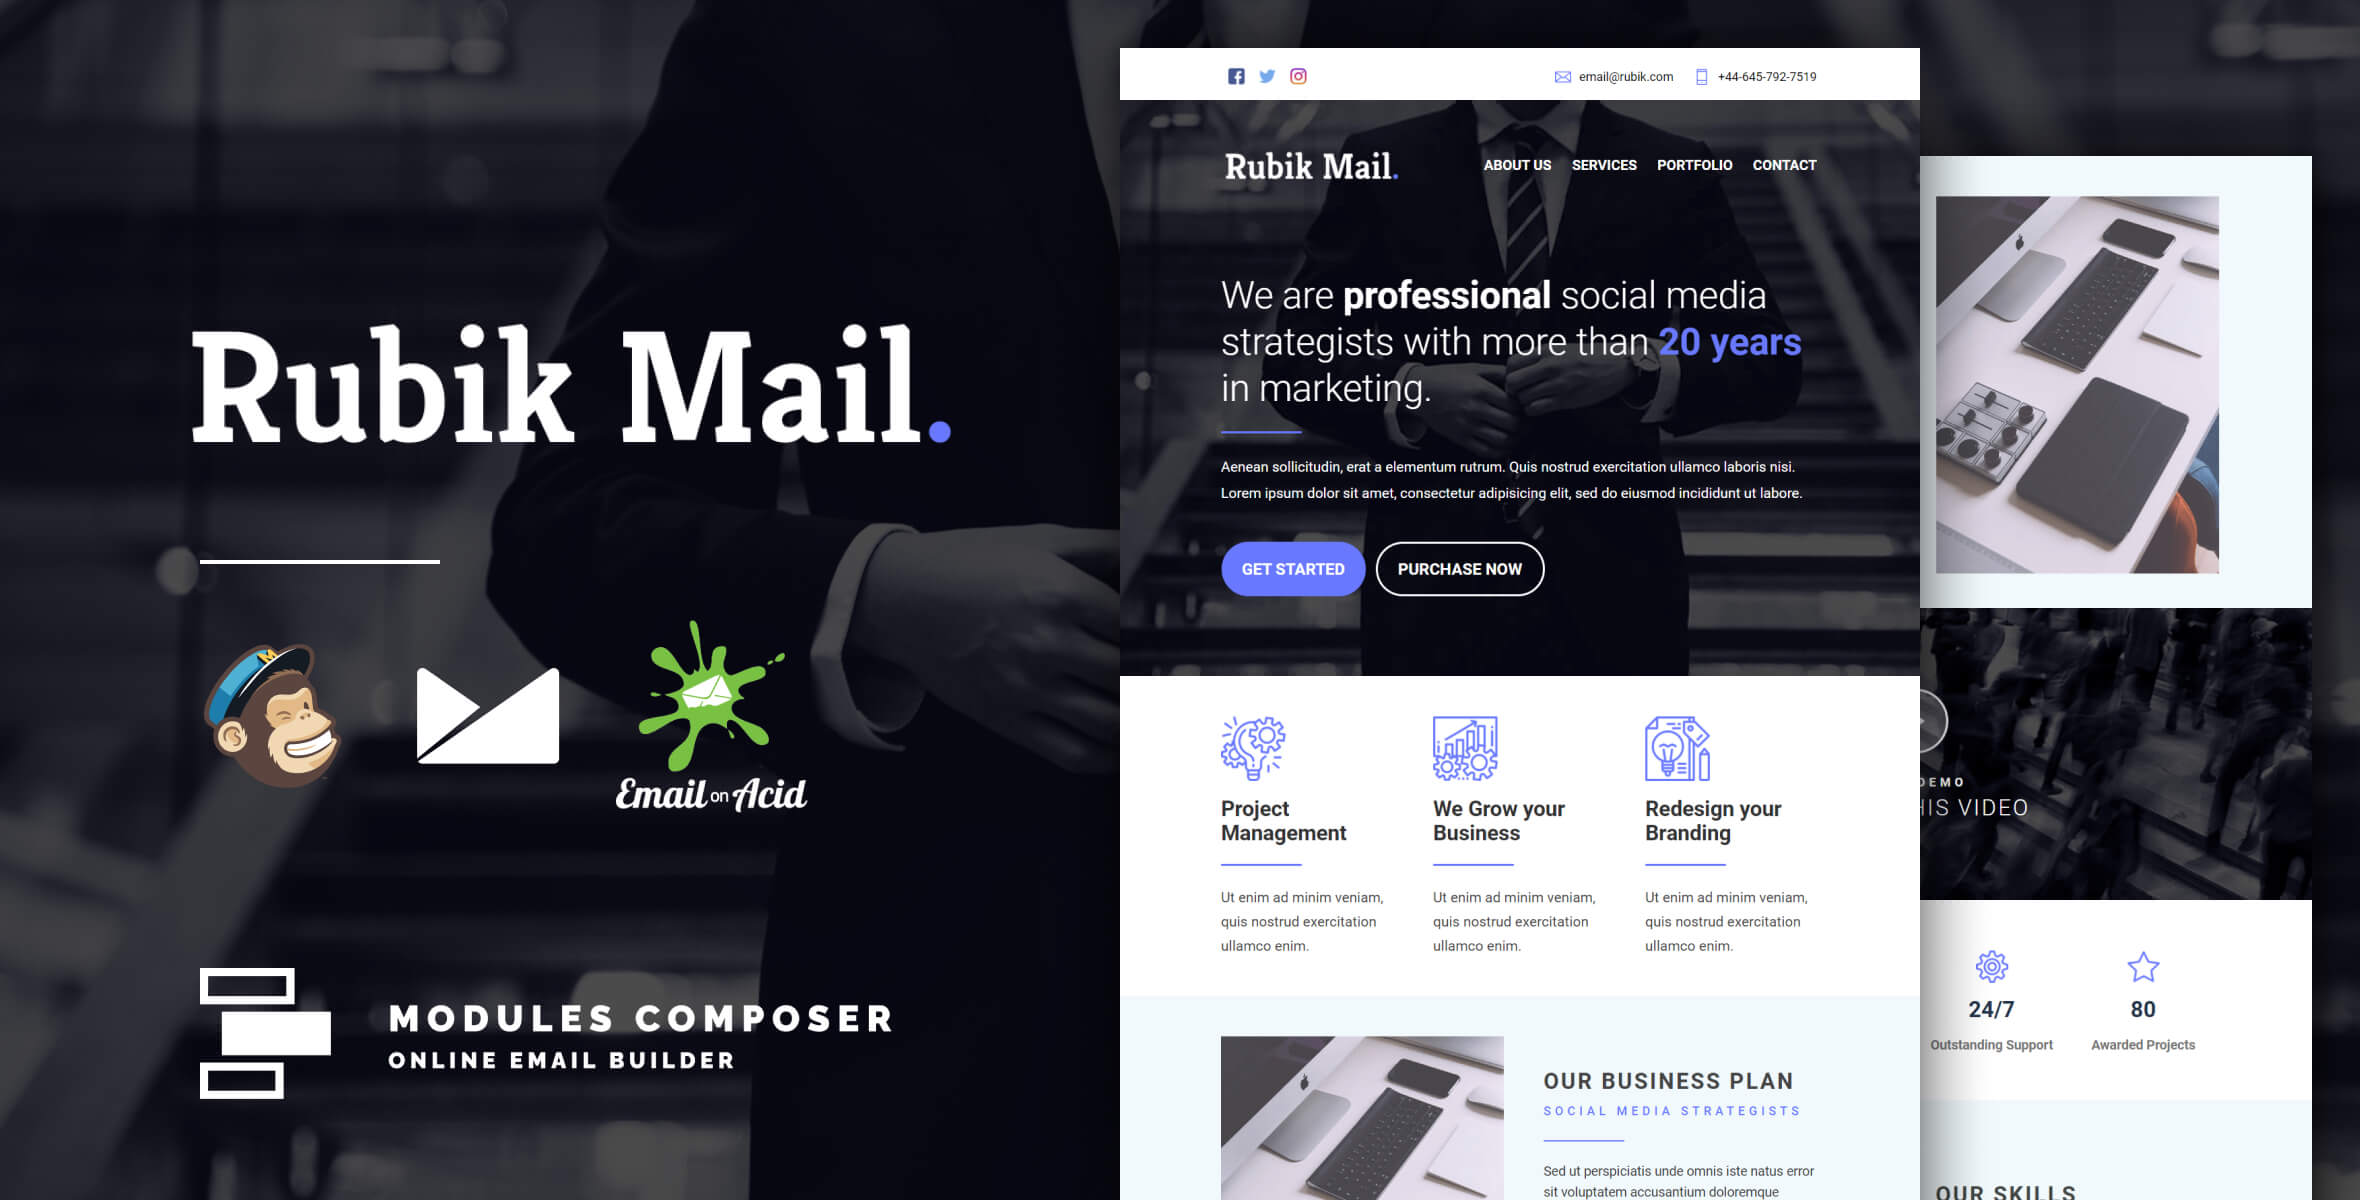 Rubik Mail.
Email on Acid
MODULES COMPOSER
ONLINE EMAIL BUILDER
email@rubik.com
+44-645-792-7519
Rubik Mail.
ABOUT US SERVICES PORTFOLIO CONTACT
We are professional social media
strategists with more than 20 years
in marketing.
Aenean sollicitudin, erat a elementum rutrum. Quis nostrud exercitation ullamco laboris nisi.
Lorem ipsum dolor sit amet, consectetur adipisicing elit, sed do eiusmod incididunt ut labore.
GET STARTED
PURCHASE NOW
Project
Management
Ut enim ad minim veniam,
quis nostrud exercitation
ullamco enim.
We Grow your
Business
Ut enim ad minim veniam,
quis nostrud exercitation
ullamco enim.
Redesign your
Branding
Ut enim ad minim veniam,
quis nostrud exercitation
ullamco enim.
OUR BUSINESS PLAN
SOCIAL MEDIA STRATEGISTS
Sed ut perspiciatis unde omnis iste natus error
sit voluptatem accusantium doloremque
DEMO
HIS VIDEO
24/7
Outstanding Support
80
Awarded Projects
OUR SKILLS